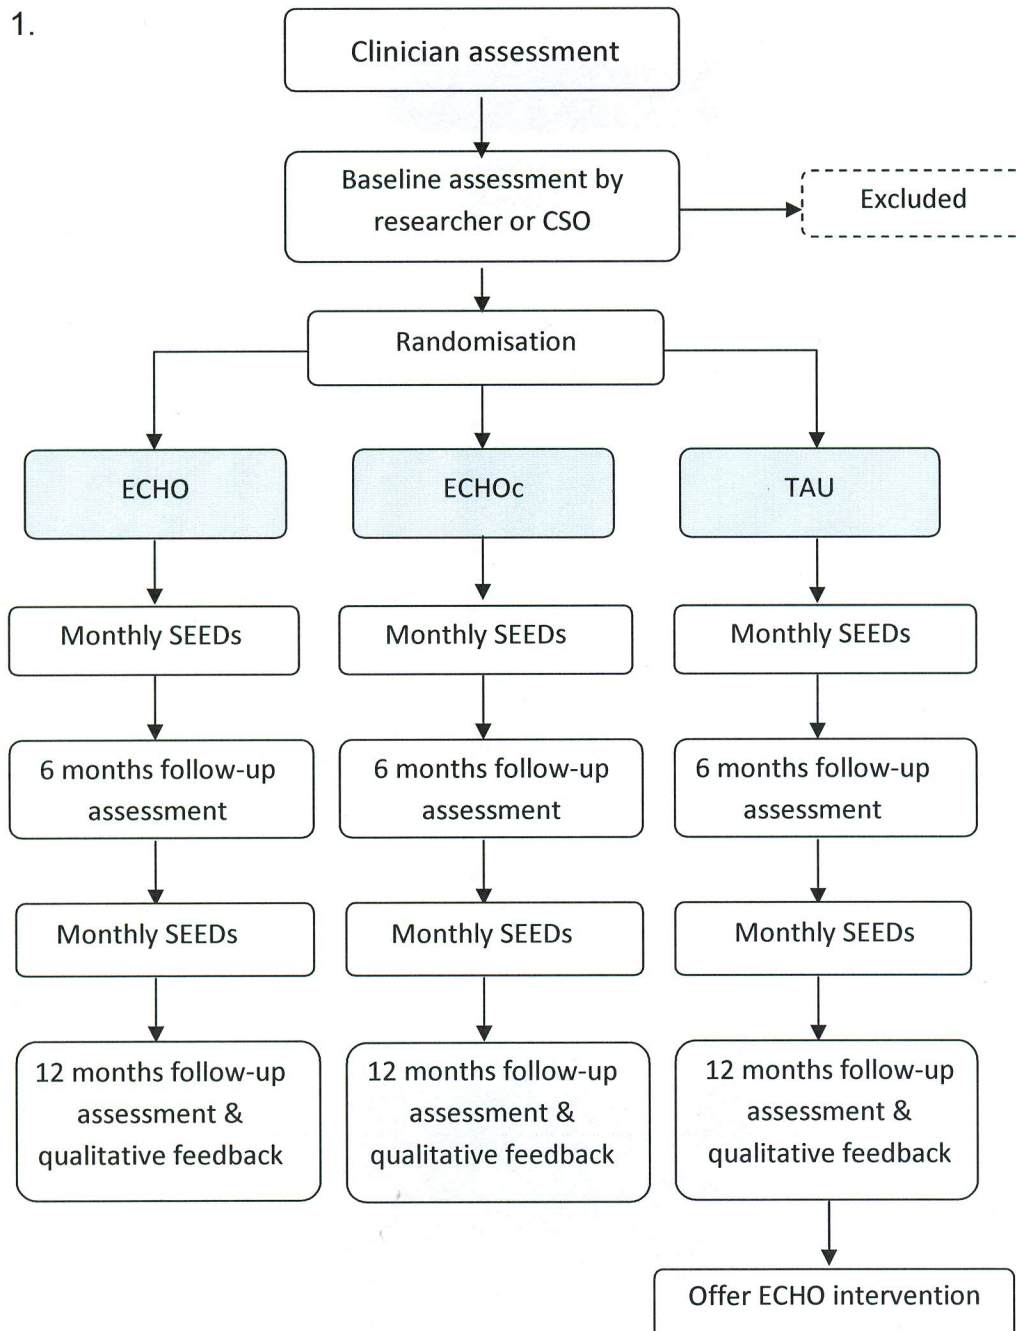 1.
Clinician assessment
Baseline assessment by
researcher or CSO
Excluded
Randomisation
ECHO
ECHOc
TAU
Monthly SEEDs
Monthly SEEDs
Monthly SEEDs
6 months follow-up
assessment
6 months follow-up
assessment
6 months follow-up
assessment
Monthly SEEDs
Monthly SEEDs
Monthly SEEDs
12 months follow-up
assessment &
qualitative feedback
12 months follow-up
assessment &
qualitative feedback
12 months follow-up
assessment &
qualitative feedback
Offer ECHO intervention